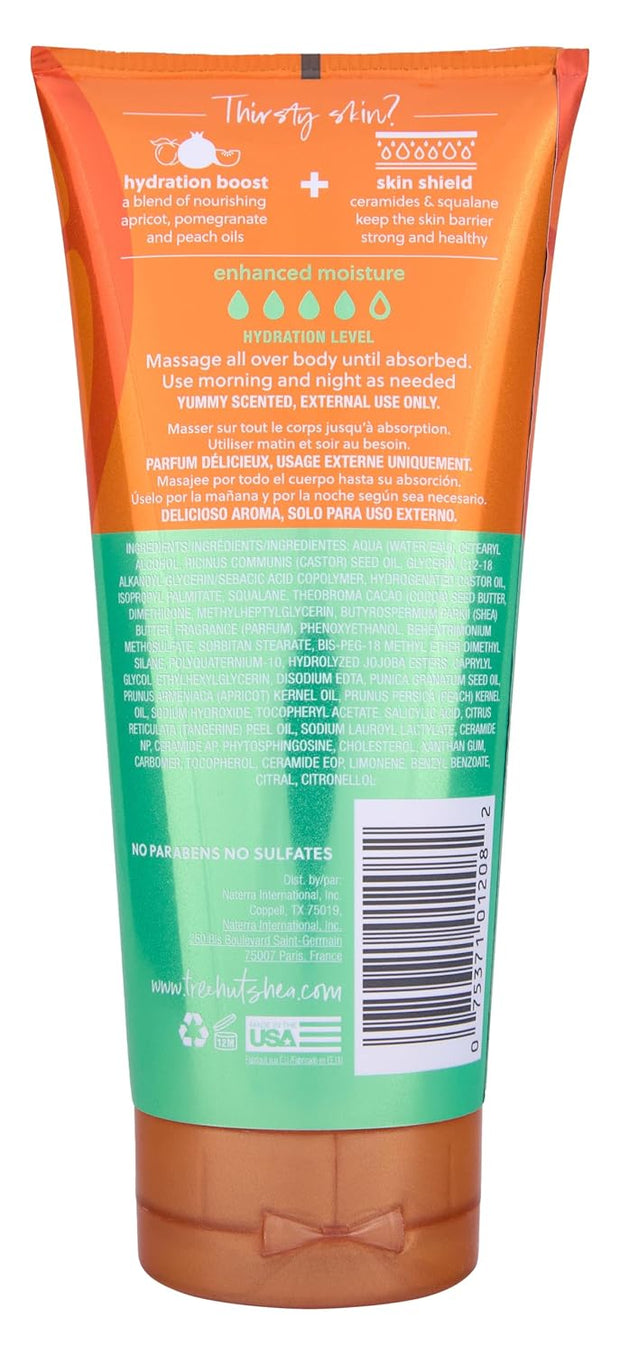 Thirsty skin?
hydration boost
a blend of nourishing
apricot, pomegranate
and peach oils
+
skin shield
ceramides & squalane
keep the skin barrier
strong and healthy
enhanced moisture
HYDRATION LEVEL
Massage all over body until absorbed.
Use morning and night as needed
YUMMY SCENTED, EXTERNAL USE ONLY.
Masser sur tout le corps jusqu'à absorption.
Utiliser matin et soir au besoin.
PARFUM DÉLICIEUX, USAGE EXTERNE UNIQUEMENT.
Masajee por todo el cuerpo hasta su absorción.
Úselo por la mañana y por la noche según sea necesario.
DELICIOSO AROMA, SOLO PARA USO EXTERNO.
INGREDIENTS/INGRÉDIENTS/INGREDIENTES: AQUA (WATER/EAU), CETEARYL
ALCOHOL, RICINUS COMMUNIS (CASTOR) SEED OIL, GLYCERIN, C12-18
ALKANOYL GLYCERIN/SEBACIC ACID COPOLYMER, HYDROGENATED CASTOR OIL,
ISOPROPYL PALMITATE, SQUALANE, THEOBROMA CACAO (COCOA) SEED BUTTER,
DIMETHICONE, METHYLHEPTYLGLYCERIN, BUTYROSPERMUM PARKII (SHEA)
BUTTER, FRAGRANCE (PARFUM), PHENOXYETHANOL, BEHENTRIMONIUM
METHOSULFATE, SORBITAN STEARATE, BIS-PEG-18 METHYL ETHER DIMETHYL
SILANE, POLYQUATERNIUM-10, HYDROLYZED JOJOBA ESTERS, CAPRYLYL
GLYCOL, ETHYLHEXYLGLYCERIN, DISODIUM EDTA, PUNICA GRANATUM SEED OIL,
PRUNUS ARMENIACA (APRICOT) KERNEL OIL, PRUNUS PERSICA (PEACH) KERNEL
OIL, SODIUM HYDROXIDE, TOCOPHERYL ACETATE, SALICYLIC ACID, CITRUS
RETICULATA (TANGERINE) PEEL OIL, SODIUM LAUROYL LACTYLATE, CERAMIDE
NP, CERAMIDE AP, PHYTOSPHINGOSINE, CHOLESTEROL, XANTHAN GUM,
CARBOMER, TOCOPHEROL, CERAMIDE EOP, LIMONENE, BENZYL BENZOATE,
CITRAL, CITRONELLOL
NO PARABENS NO SULFATES
Dist. by/par:
Naterra International, Inc.
Coppell, TX 75019,
Naterra International, Inc.
250 Bis Boulevard Saint-Germain
75007 Paris, France
www.treehutshea.com
12M
MADE IN THE
USA
Fabriqué aux É.U./Fabricado en EE.UU
0 75371 01208 2